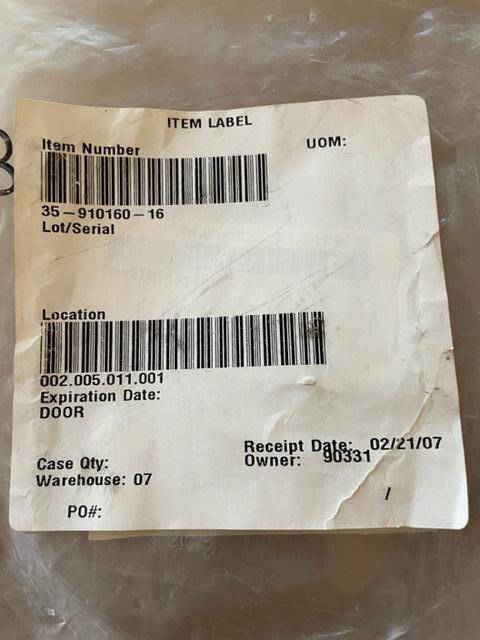 ITEM LABEL
Item Number
UOM:
35-910160-16
Lot/Serial
Location
002.005.011.001
Expiration Date:
DOOR
Receipt Date: 02/21/07
Owner: 90331
Case Qty:
Warehouse: 07
/
PO#: